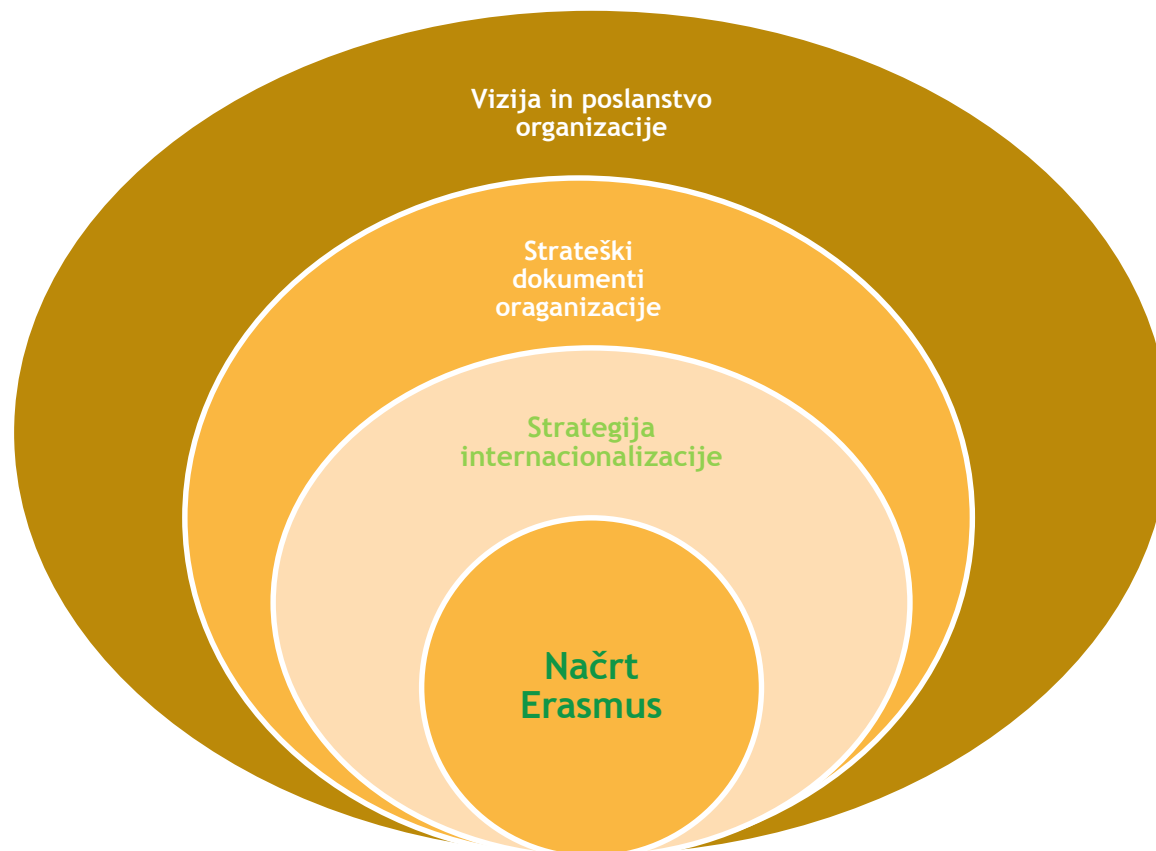 Vizija in poslanstvo
organizacije
Strateški
dokumenti
oraganizacije
Strategija
internacionalizacije
Načrt
Erasmus